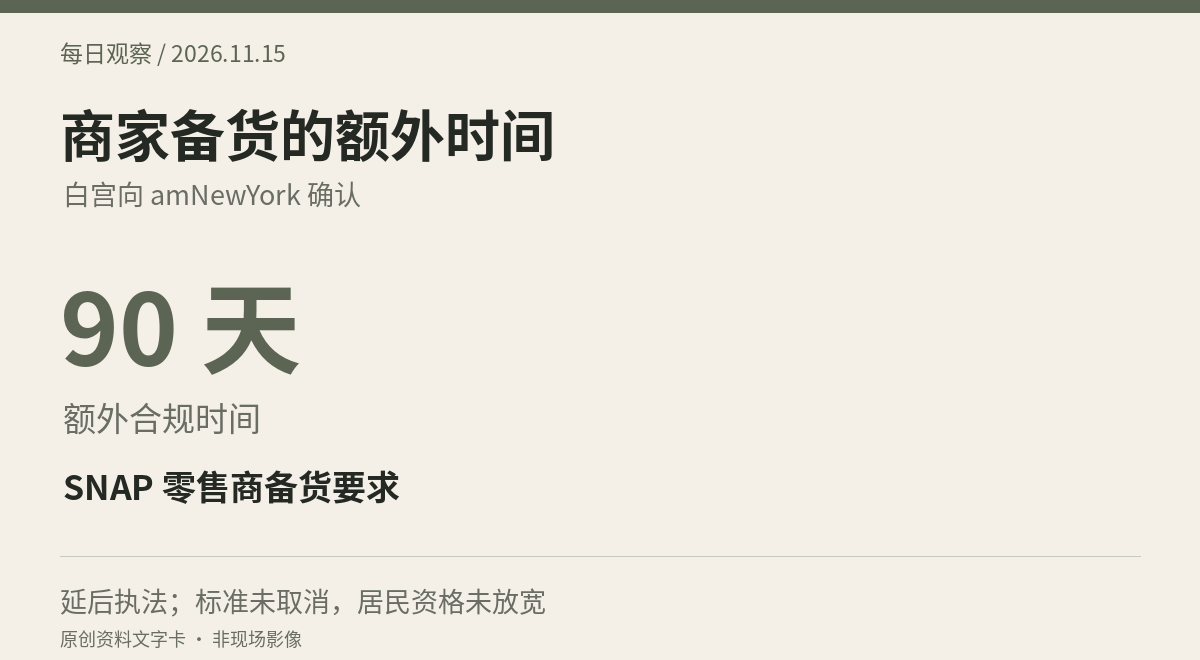 每日观察 / 2026.11.15
商家备货的额外时间
白宫向 amNewYork 确认
90 天
额外合规时间
SNAP 零售商备货要求
延后执法；标准未取消，居民资格未放宽
原创资料文字卡 · 非现场影像